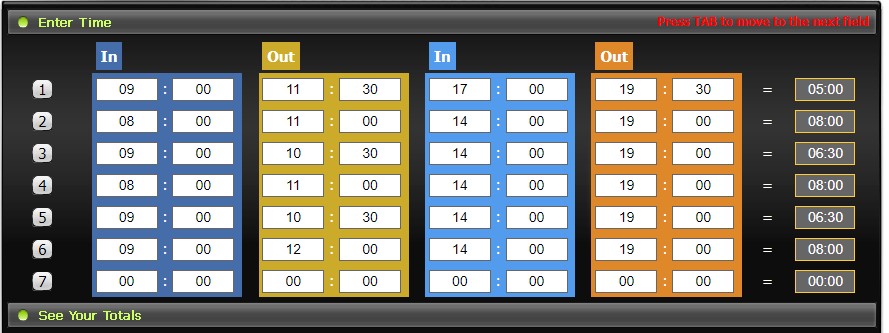 Enter Time Press TAB to move to the next field
In Out In Out
1 09 : 00 11 : 30 17 : 00 19 : 30 = 05:00
2 08 : 00 11 : 00 14 : 00 19 : 00 = 08:00
3 09 : 00 10 : 30 14 : 00 19 : 00 = 06:30
4 08 : 00 11 : 00 14 : 00 19 : 00 = 08:00
5 09 : 00 10 : 30 14 : 00 19 : 00 = 06:30
6 09 : 00 12 : 00 14 : 00 19 : 00 = 08:00
7 00 : 00 00 : 00 00 : 00 00 : 00 = 00:00
See Your Totals